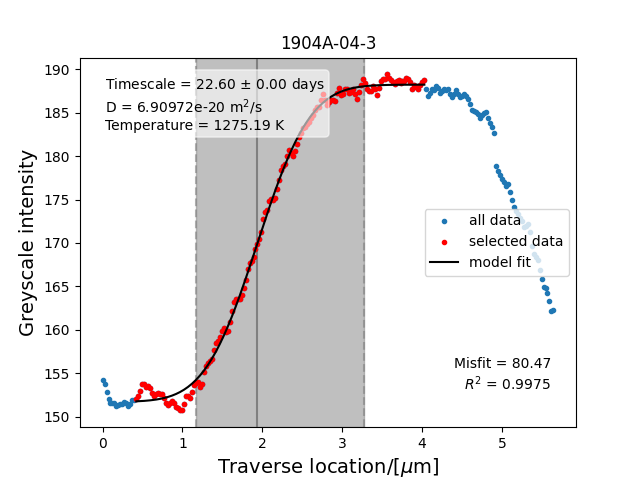 1904A-04-3
Timescale = 22.60 ± 0.00 days
D = 6.90972e-20 m²/s
Temperature = 1275.19 K
190
185
180
175
170
165
160
155
150
Greyscale intensity
all data
selected data
model fit
Misfit = 80.47
R² = 0.9975
0 1 2 3 4 5
Traverse location/[μm]